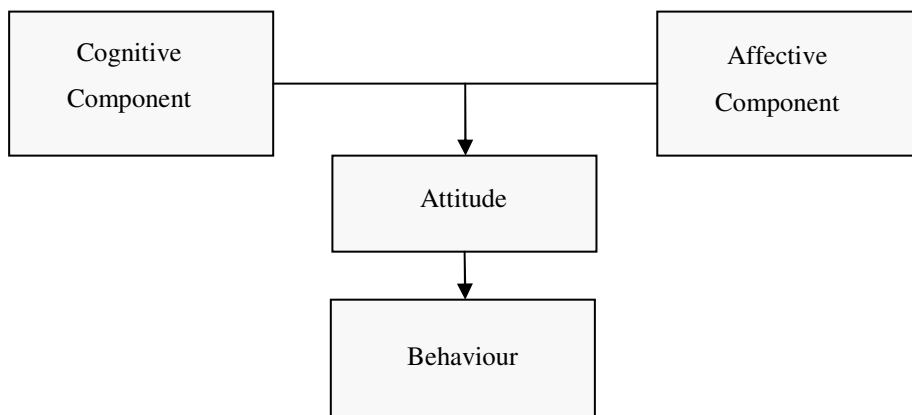 Cognitive
Component
Affective
Component
Attitude
Behaviour